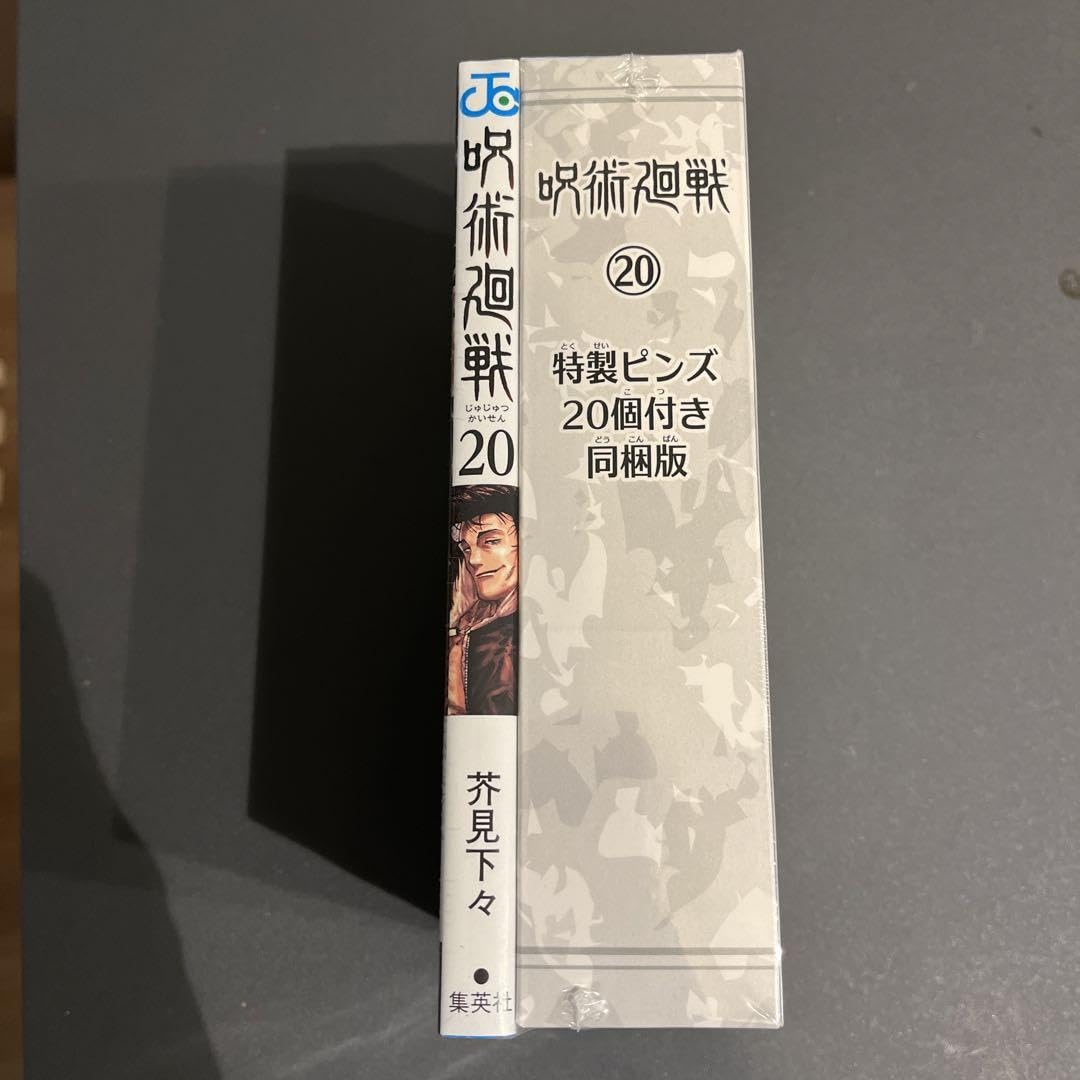 JC
呪術廻戦
じゅじゅつ
かいせん
20
芥見下々
●
集英社
呪術廻戦
⑳
とくせい
特製ピンズ
こつ
20個付き
どうこんばん
同梱版